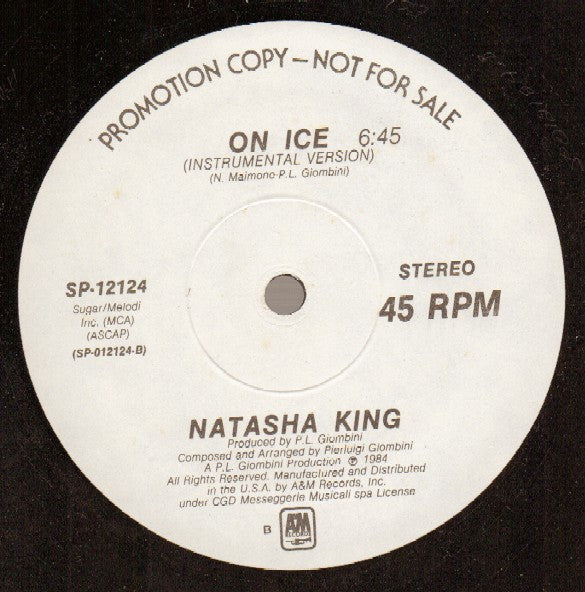 PROMOTION COPY – NOT FOR SALE
ON ICE 6:45
(INSTRUMENTAL VERSION)
(N. Maimone-P.L. Giombini)
SP-12124
Sugar/Melodi
Inc. (MCA)
(ASCAP)
(SP-012124-B)
STEREO
45 RPM
NATASHA KING
Produced by P.L. Giombini
Composed and Arranged by Pierluigi Giombini
A P.L. Giombini Production ℗ 1984
All Rights Reserved. Manufactured and Distributed
in the U.S.A. by A&M Records, Inc.
under CGD Messeggerie Musicali spa License
B
A&M
RECORDS